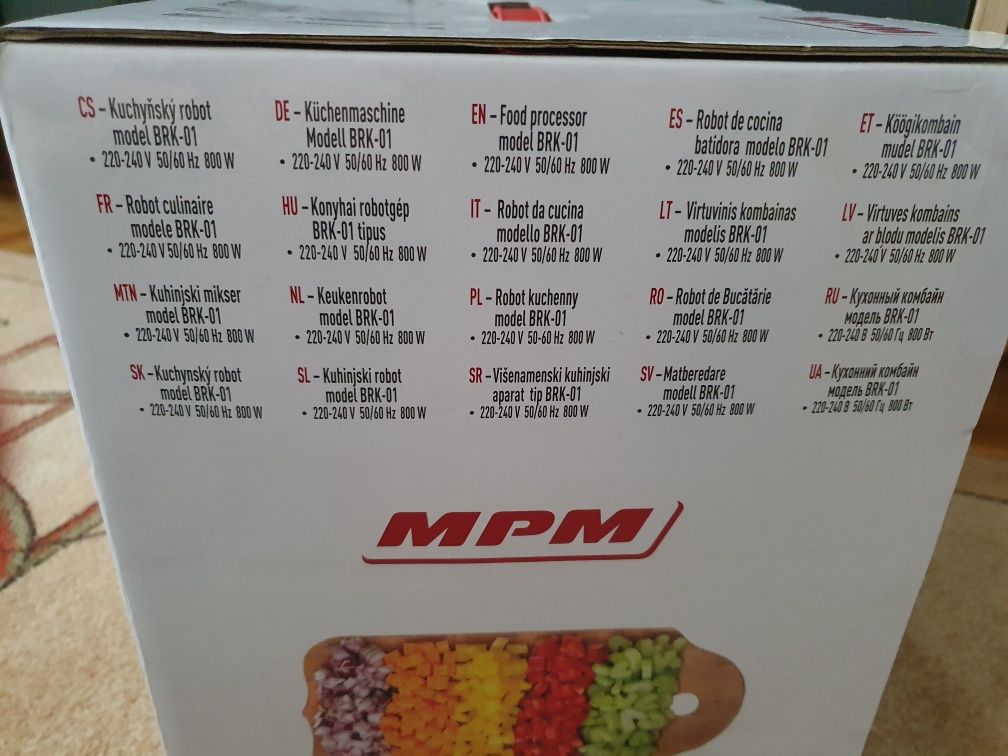 CS – Kuchyňský robot
model BRK-01
• 220-240 V 50/60 Hz 800 W
DE – Küchenmaschine
Modell BRK-01
• 220-240 V 50/60 Hz 800 W
EN – Food processor
model BRK-01
• 220-240 V 50/60 Hz 800 W
ES – Robot de cocina
batidora modelo BRK-01
• 220-240 V 50/60 Hz 800 W
ET – Köögikombain
mudel BRK-01
• 220-240 V 50/60 Hz 800 W
FR – Robot culinaire
modele BRK-01
• 220-240 V 50/60 Hz 800 W
HU – Konyhai robotgép
BRK-01 tipus
• 220-240 V 50/60 Hz 800 W
IT – Robot da cucina
modello BRK-01
• 220-240 V 50/60 Hz 800 W
LT – Virtuvinis kombainas
modelis BRK-01
• 220-240 V 50/60 Hz 800 W
LV – Virtuves kombains
ar blodu modelis BRK-01
• 220-240 V 50/60 Hz 800 W
MTN – Kuhinjski mikser
model BRK-01
• 220-240 V 50/60 Hz 800 W
NL – Keukenrobot
model BRK-01
• 220-240 V 50/60 Hz 800 W
PL – Robot kuchenny
model BRK-01
• 220-240 V 50-60 Hz 800 W
RO – Robot de Bucătărie
model BRK-01
• 220-240 V 50/60 Hz 800 W
RU – Кухонный комбайн
модель BRK-01
• 220-240 В 50/60 Гц 800 Вт
SK – Kuchynský robot
model BRK-01
• 220-240 V 50/60 Hz 800 W
SL – Kuhinjski robot
model BRK-01
• 220-240 V 50/60 Hz 800 W
SR – Višenamenski kuhinjski
aparat tip BRK-01
• 220-240 V 50/60 Hz 800 W
SV – Matberedare
modell BRK-01
• 220-240 V 50/60 Hz 800 W
UA – Кухонний комбайн
модель BRK-01
• 220-240 В 50/60 Гц 800 Вт
MPM